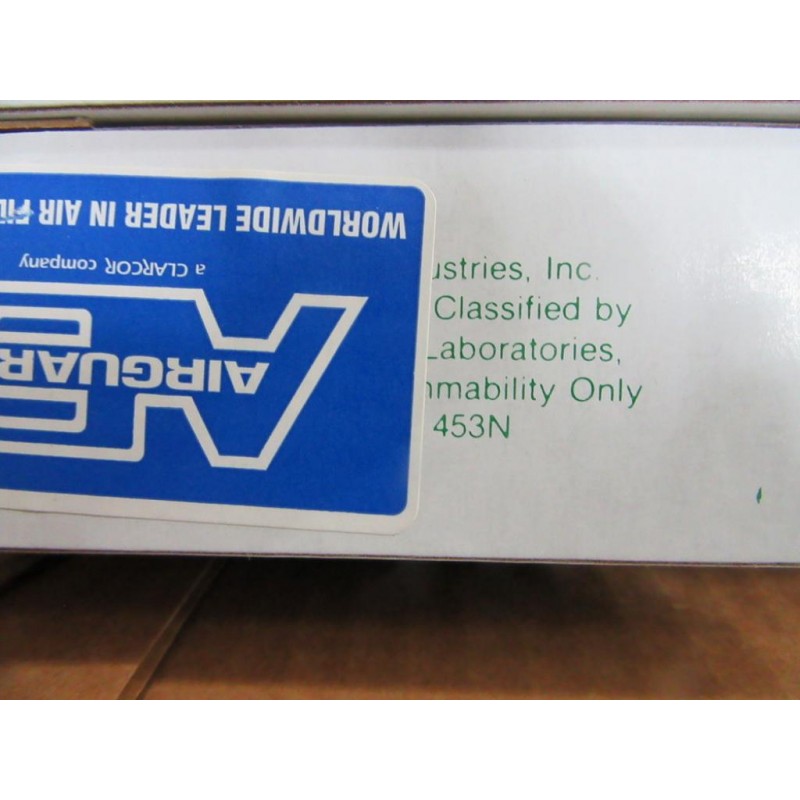 WORLDWIDE LEADER IN AIR
a CLARCOR company
AIRGUAR
ustries, Inc.
Classified by
Laboratories,
mmability Only
453N